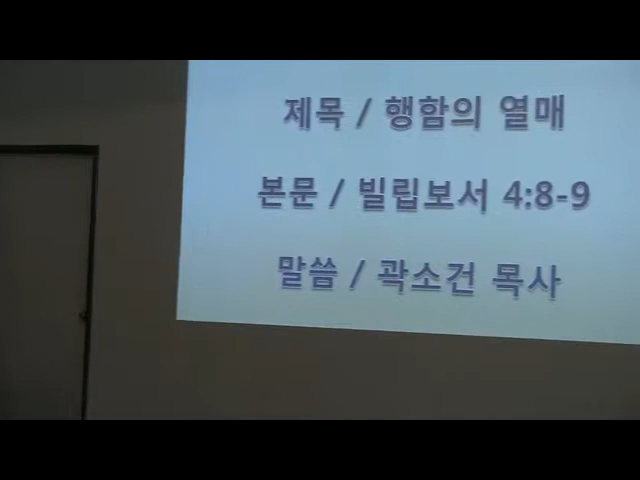 제목 / 행함의 열매
본문 / 빌립보서 4:8-9
말씀 / 곽소건 목사